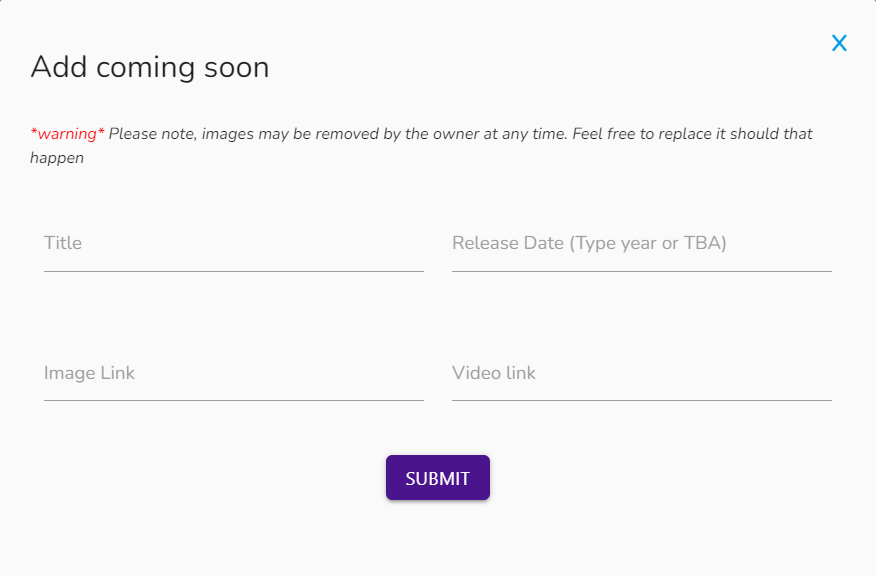 X
Add coming soon
*warning* Please note, images may be removed by the owner at any time. Feel free to replace it should that
happen
Title
Release Date (Type year or TBA)
Image Link
Video link
SUBMIT